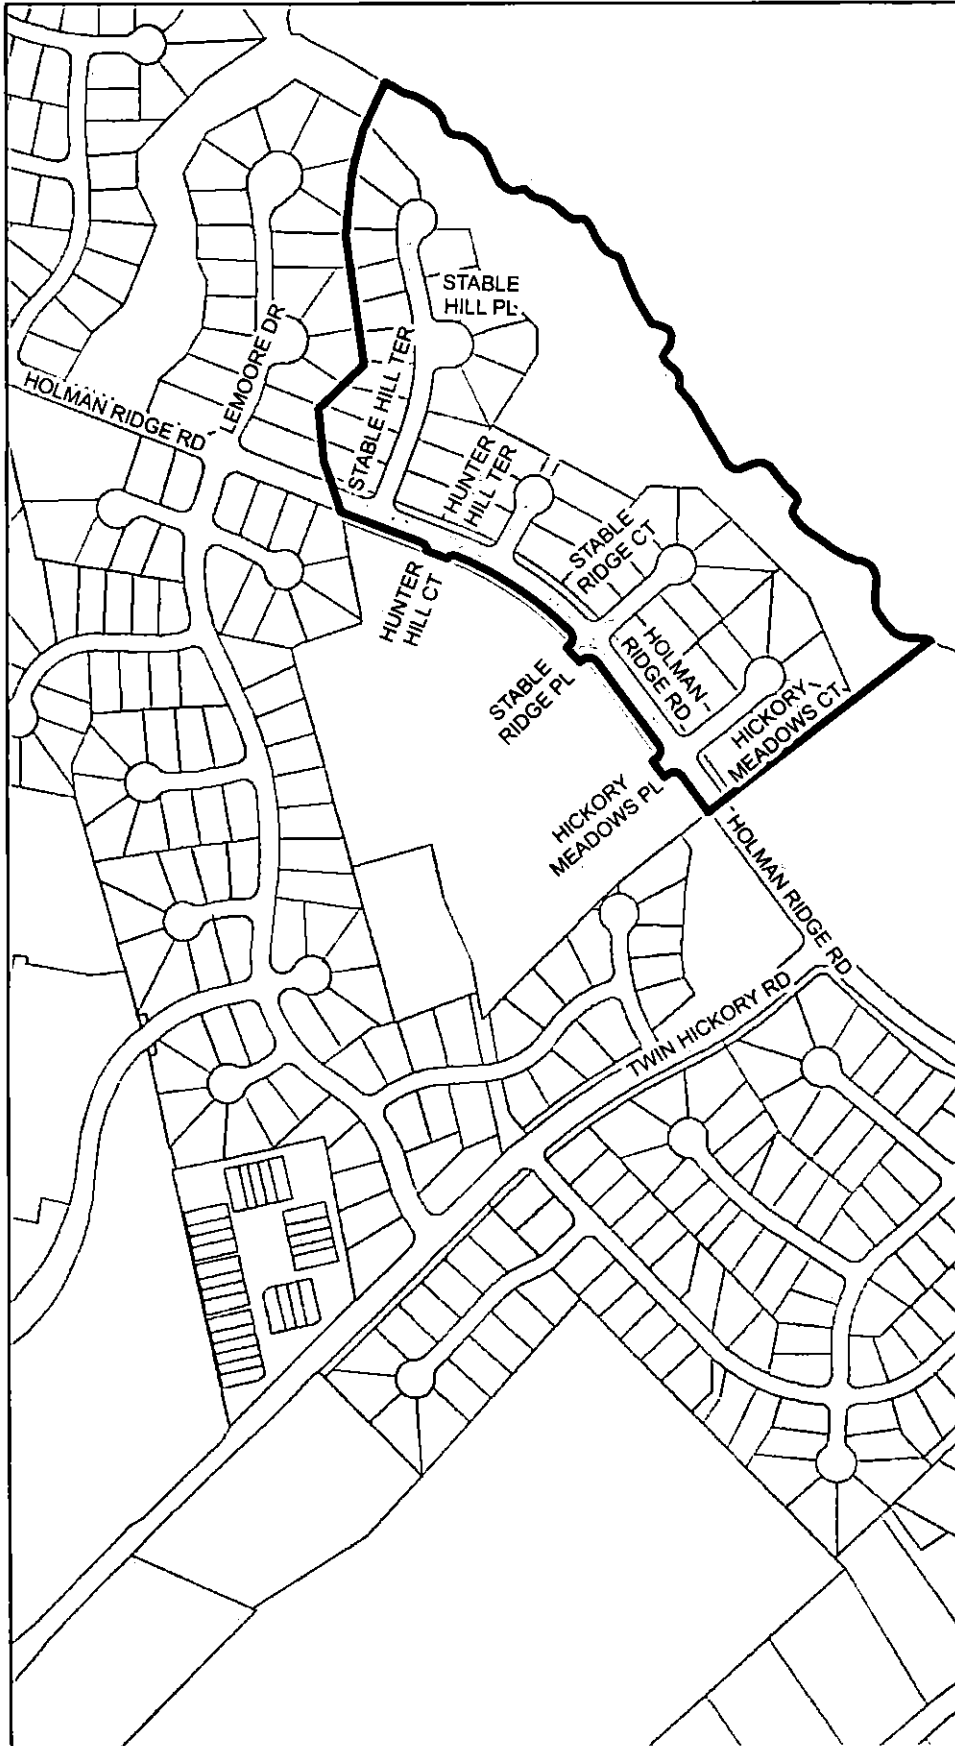 STABLE
HILL PL
LEMOORE DR
HOLMAN RIDGE RD
STABLE HILL TER
HUNTER
HILL TER
STABLE
RIDGE CT
HUNTER
HILL CT
HOLMAN
RIDGE RD
STABLE
RIDGE PL
HICKORY
MEADOWS CT
HICKORY
MEADOWS PL
HOLMAN RIDGE RD
TWIN HICKORY RD